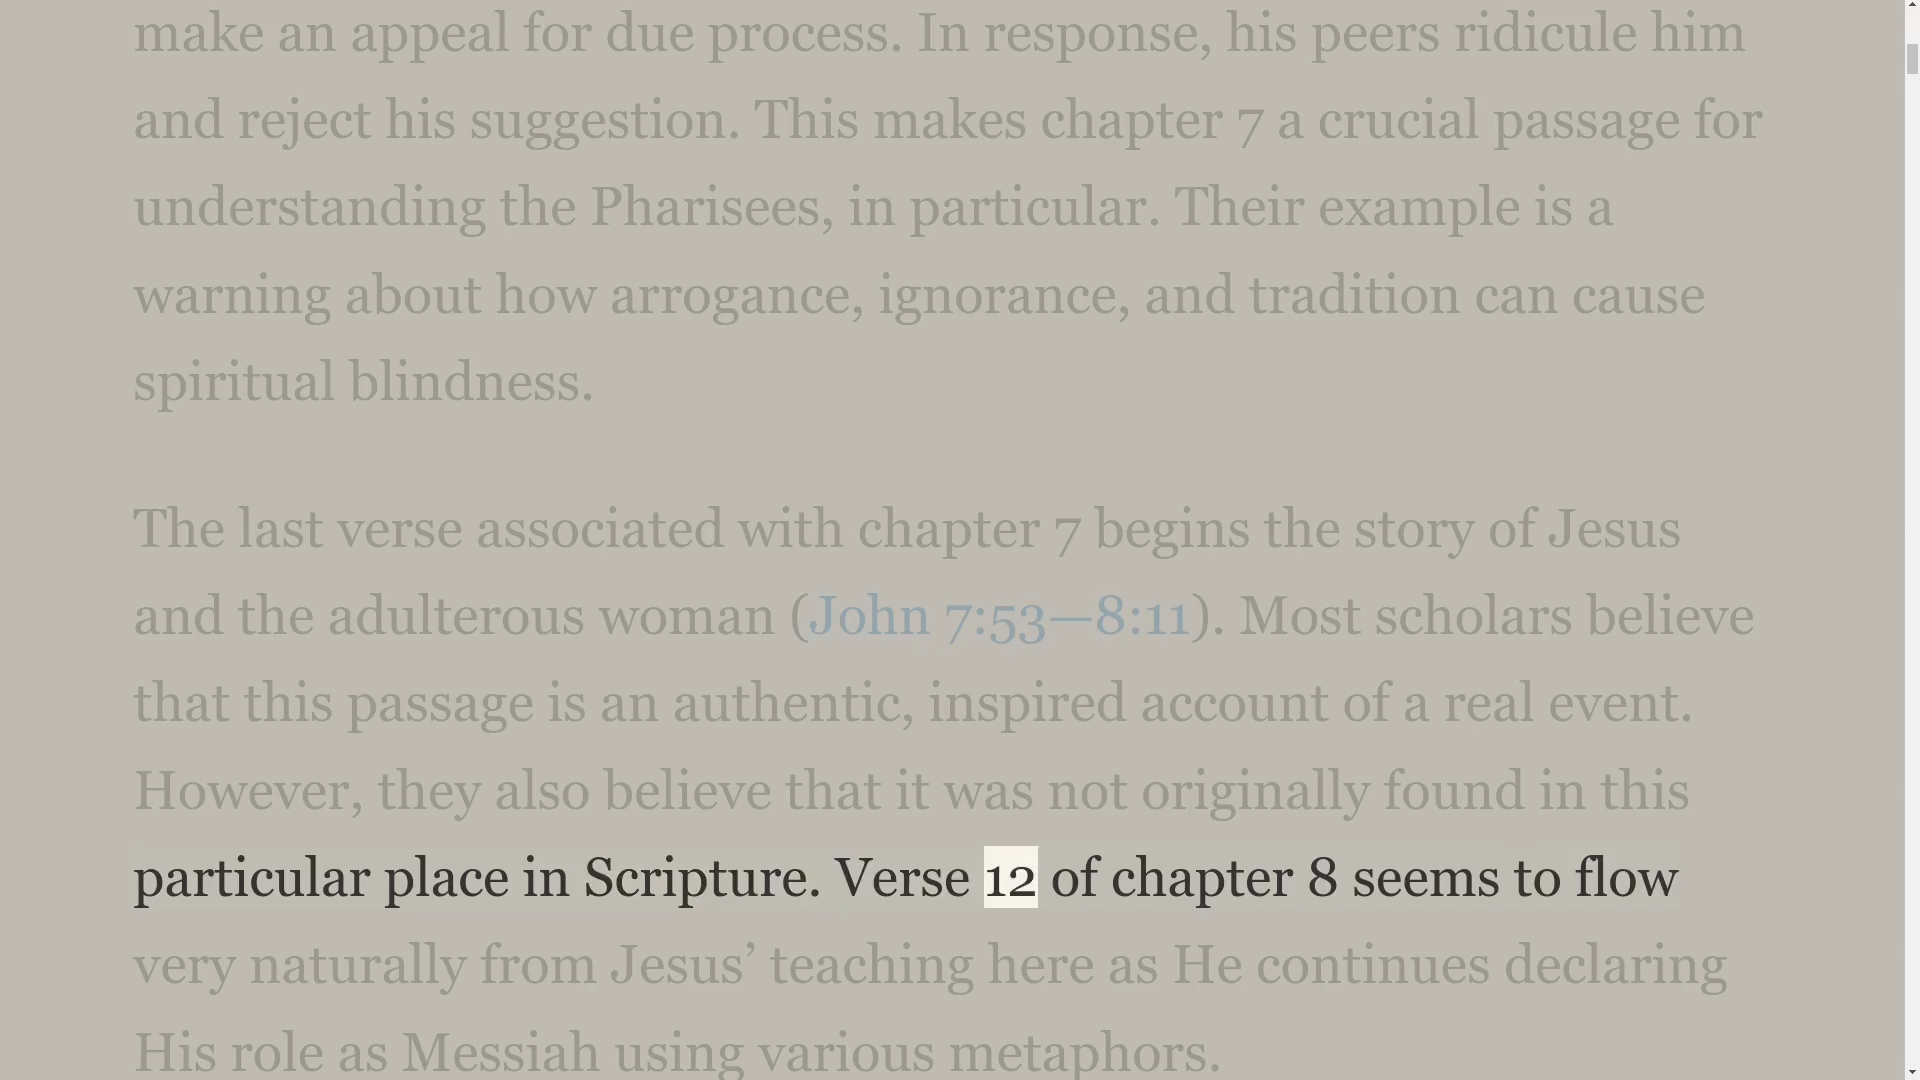 make an appeal for due process. In response, his peers ridicule him
and reject his suggestion. This makes chapter 7 a crucial passage for
understanding the Pharisees, in particular. Their example is a
warning about how arrogance, ignorance, and tradition can cause
spiritual blindness.
The last verse associated with chapter 7 begins the story of Jesus
and the adulterous woman (John 7:53—8:11). Most scholars believe
that this passage is an authentic, inspired account of a real event.
However, they also believe that it was not originally found in this
particular place in Scripture. Verse 12 of chapter 8 seems to flow
very naturally from Jesus’ teaching here as He continues declaring
His role as Messiah using various metaphors.